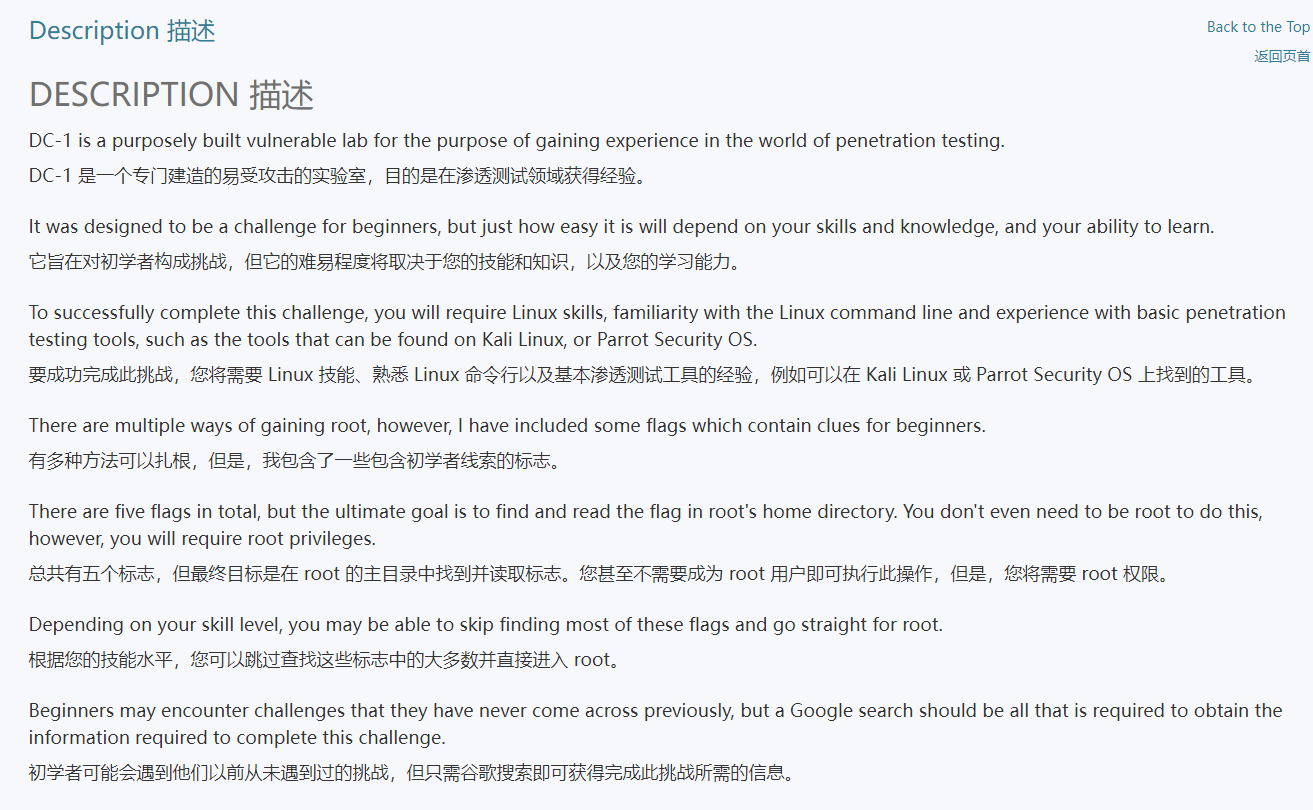 Description 描述
Back to the Top
返回页首
DESCRIPTION 描述
DC-1 is a purposely built vulnerable lab for the purpose of gaining experience in the world of penetration testing.
DC-1 是一个专门建造的易受攻击的实验室，目的是在渗透测试领域获得经验。
It was designed to be a challenge for beginners, but just how easy it is will depend on your skills and knowledge, and your ability to learn.
它旨在对初学者构成挑战，但它的难易程度将取决于您的技能和知识，以及您的学习能力。
To successfully complete this challenge, you will require Linux skills, familiarity with the Linux command line and experience with basic penetration
testing tools, such as the tools that can be found on Kali Linux, or Parrot Security OS.
要成功完成此挑战，您将需要 Linux 技能、熟悉 Linux 命令行以及基本渗透测试工具的经验，例如可以在 Kali Linux 或 Parrot Security OS 上找到的工具。
There are multiple ways of gaining root, however, I have included some flags which contain clues for beginners.
有多种方法可以扎根，但是，我包含了一些包含初学者线索的标志。
There are five flags in total, but the ultimate goal is to find and read the flag in root's home directory. You don't even need to be root to do this,
however, you will require root privileges.
总共有五个标志，但最终目标是在 root 的主目录中找到并读取标志。您甚至不需要成为 root 用户即可执行此操作，但是，您将需要 root 权限。
Depending on your skill level, you may be able to skip finding most of these flags and go straight for root.
根据您的技能水平，您可以跳过查找这些标志中的大多数并直接进入 root。
Beginners may encounter challenges that they have never come across previously, but a Google search should be all that is required to obtain the
information required to complete this challenge.
初学者可能会遇到他们以前从未遇到过的挑战，但只需谷歌搜索即可获得完成此挑战所需的信息。